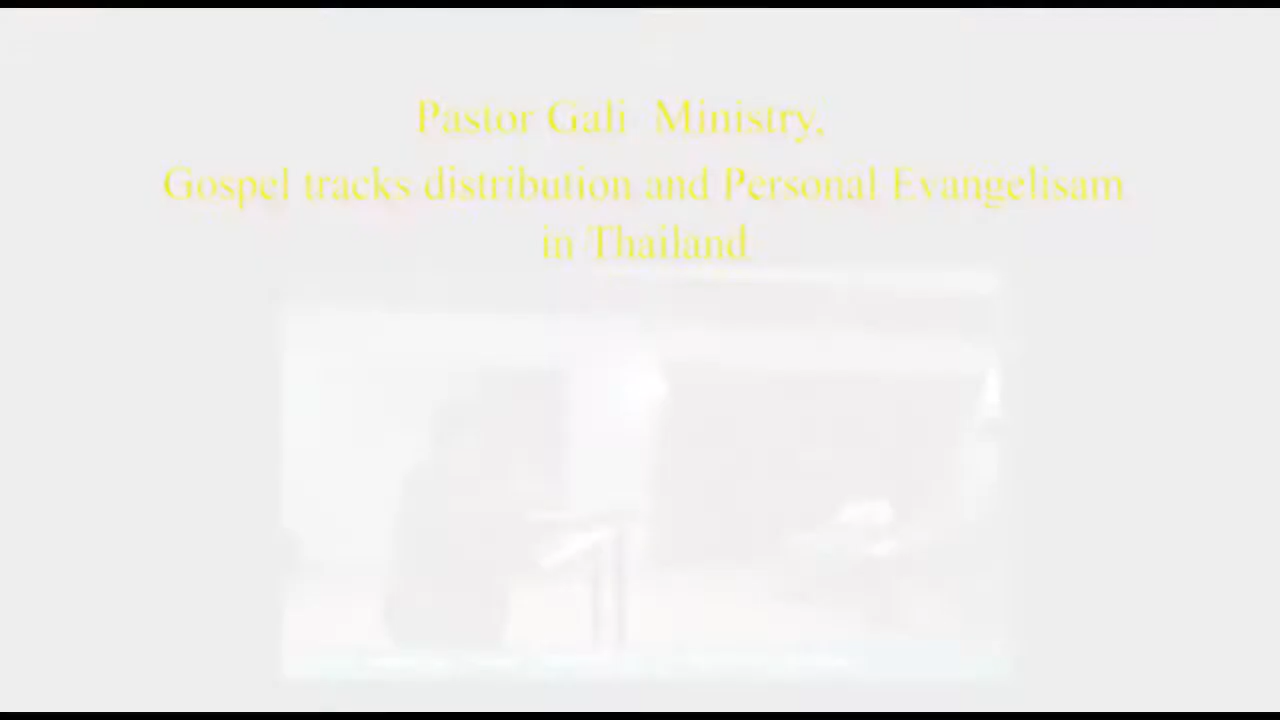 Pastor Gali Ministry,
Gospel tracks distribution and Personal Evangelisam
in Thailand